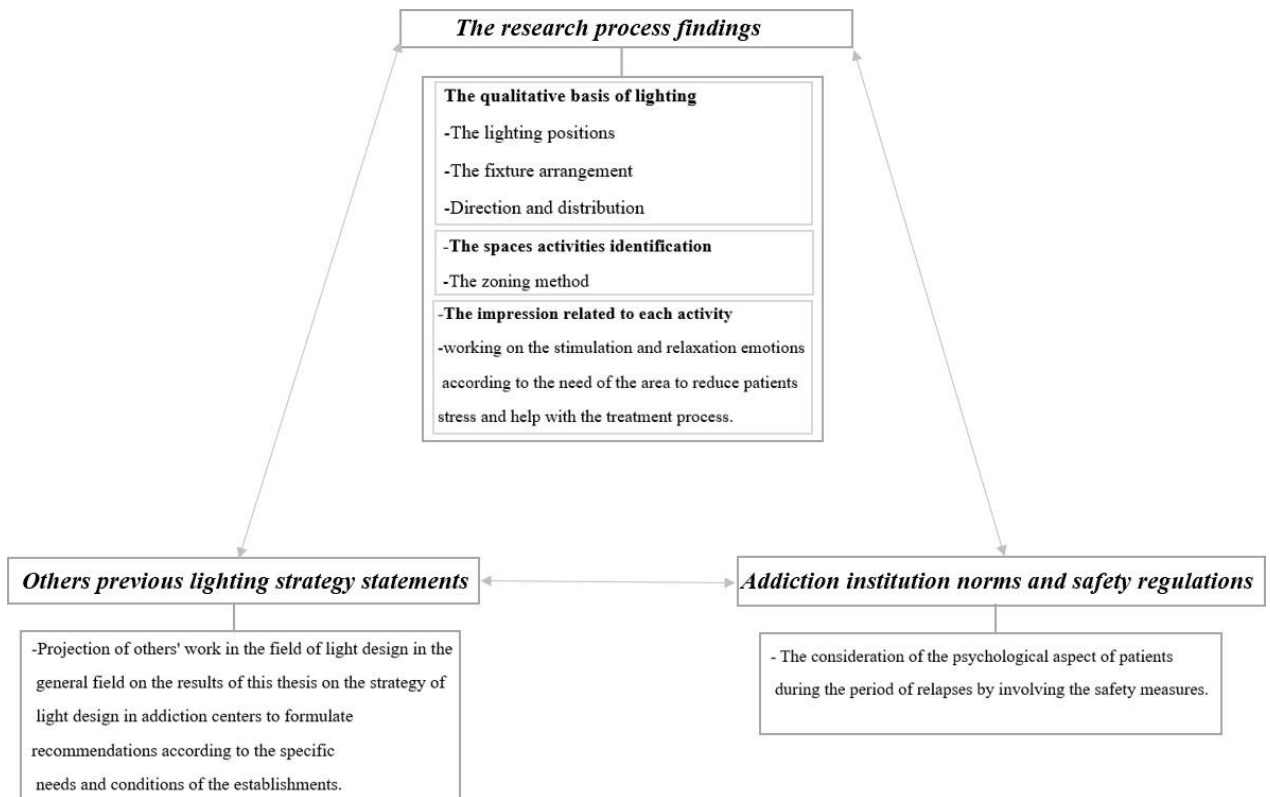 The research process findings
The qualitative basis of lighting
-The lighting positions
-The fixture arrangement
-Direction and distribution
-The spaces activities identification
-The zoning method
-The impression related to each activity
-working on the stimulation and relaxation emotions
according to the need of the area to reduce patients
stress and help with the treatment process.
Others previous lighting strategy statements
-Projection of others' work in the field of light design in the
general field on the results of this thesis on the strategy of
light design in addiction centers to formulate
recommendations according to the specific
needs and conditions of the establishments.
Addiction institution norms and safety regulations
- The consideration of the psychological aspect of patients
during the period of relapses by involving the safety measures.